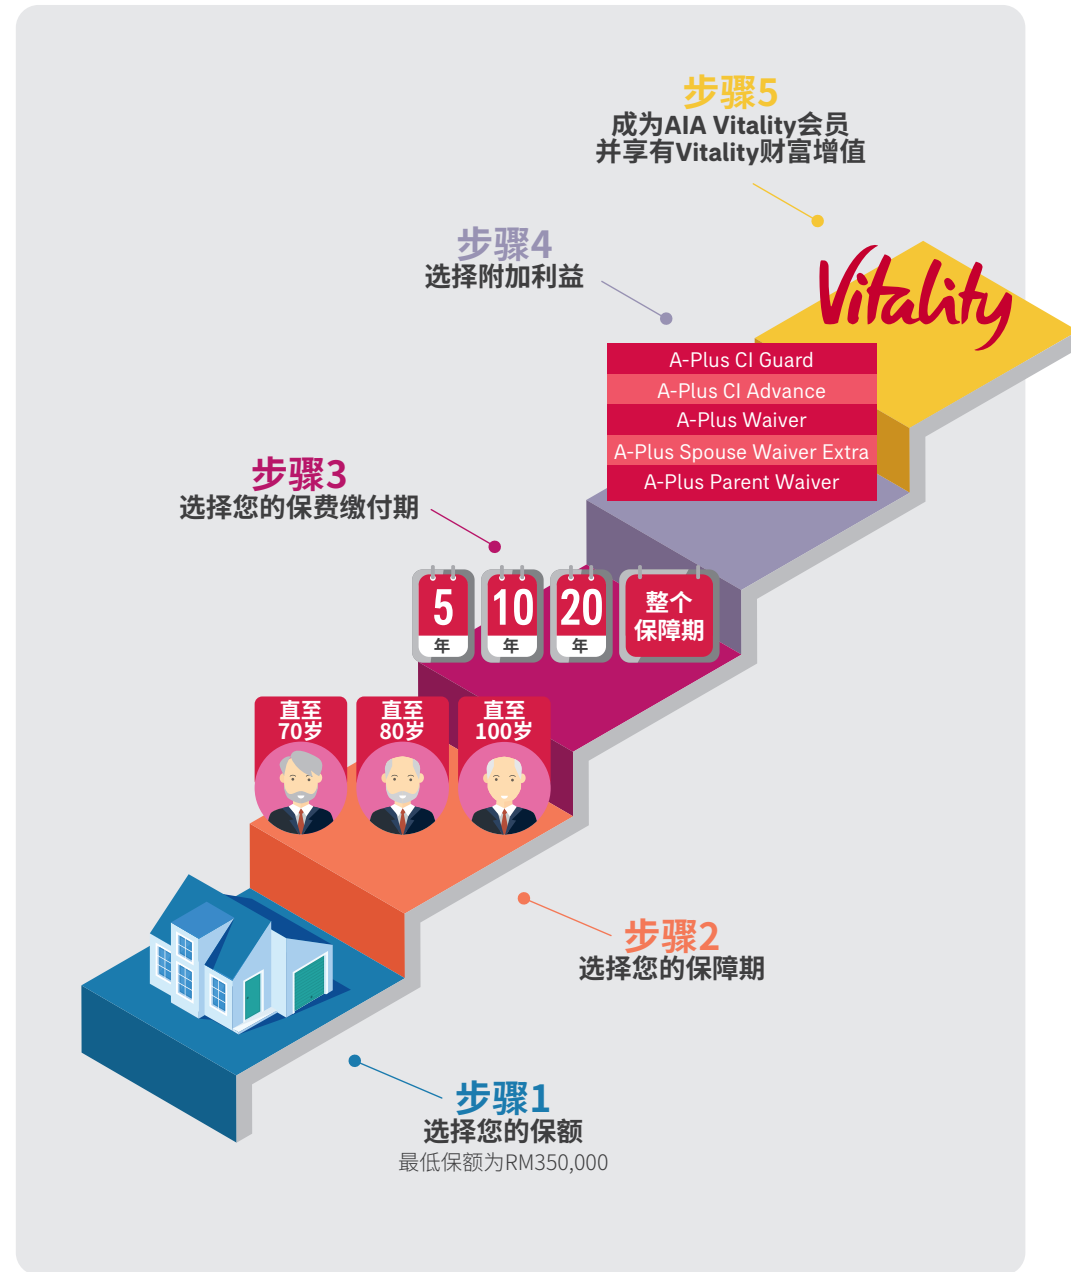 步骤5
成为AIA Vitality会员
并享有Vitality财富增值
步骤4
选择附加利益
Vitality
A-Plus CI Guard
A-Plus CI Advance
A-Plus Waiver
A-Plus Spouse Waiver Extra
A-Plus Parent Waiver
步骤3
选择您的保费缴付期
5
年
10
年
20
年
整个
保障期
直至
70岁
直至
80岁
直至
100岁
步骤2
选择您的保障期
步骤1
选择您的保额
最低保额为RM350,000